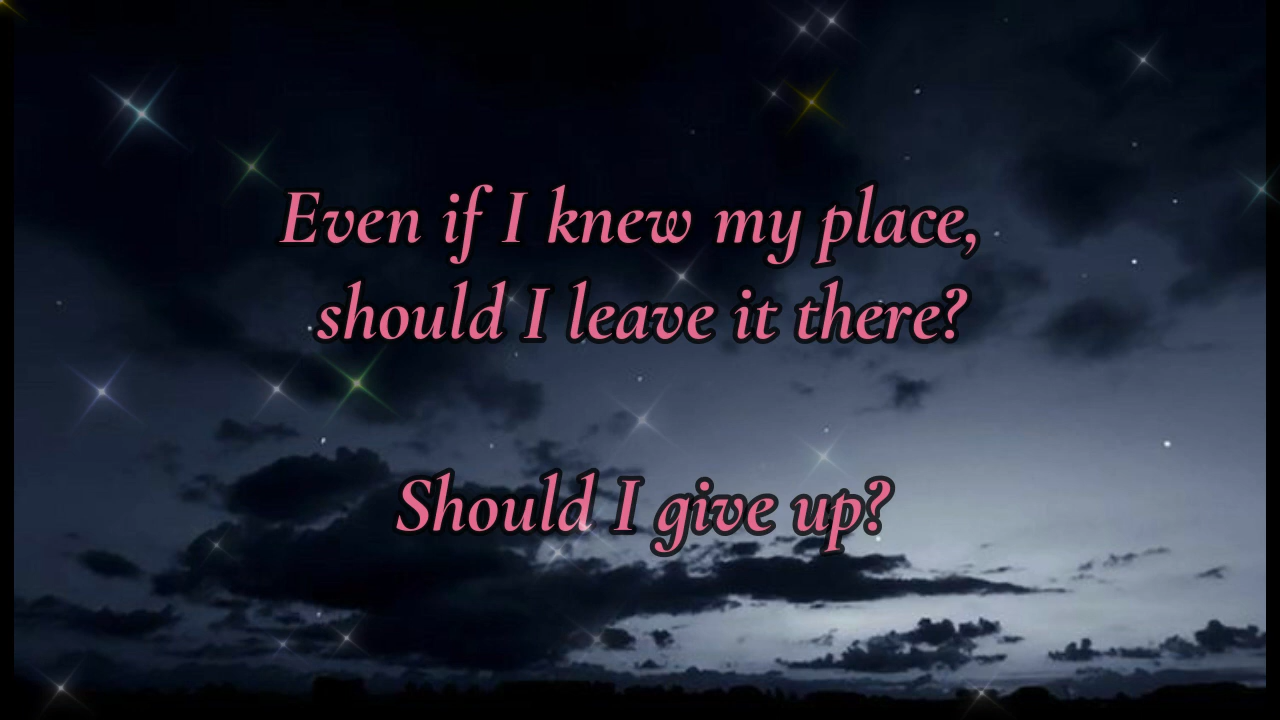 Even if I knew my place,
should I leave it there?
Should I give up?